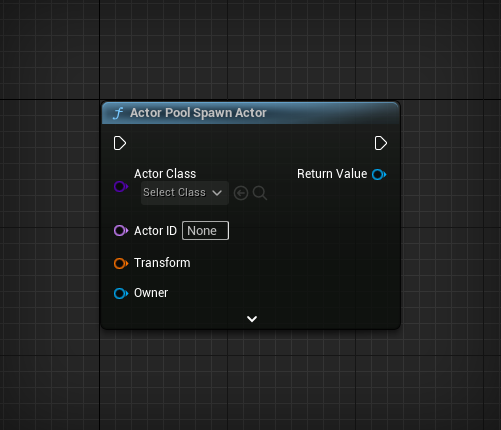 Actor Pool Spawn Actor
Actor Class
Return Value
Select Class
Actor ID None
Transform
Owner